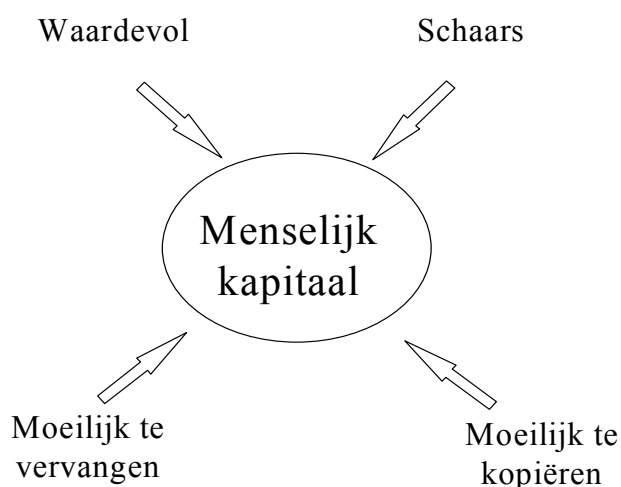 Waardevol
Schaars
Menselijk
kapitaal
Moeilijk te
vervangen
Moeilijk te
kopiëren